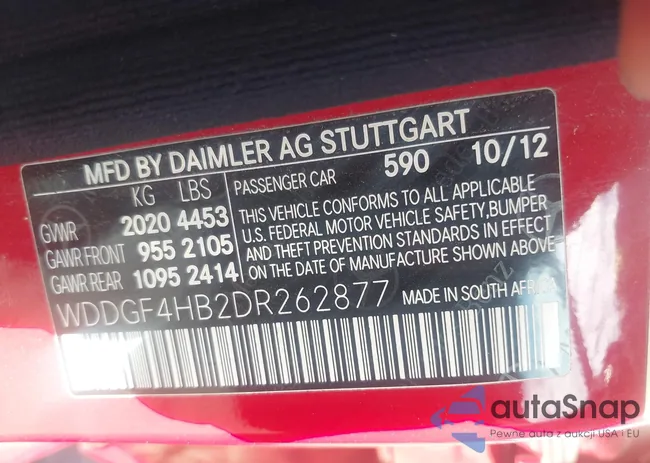 MFD BY DAIMLER AG STUTTGART
KG LBS
GVWR 2020 4453
GAWR FRONT 955 2105
GAWR REAR 1095 2414
PASSENGER CAR 590 10/12
THIS VEHICLE CONFORMS TO ALL APPLICABLE
U.S. FEDERAL MOTOR VEHICLE SAFETY,BUMPER
AND THEFT PREVENTION STANDARDS IN EFFECT
ON THE DATE OF MANUFACTURE SHOWN ABOVE
WDDGF4HB2DR262877 MADE IN SOUTH AFRICA
autaSnap
Pewne auta z aukcji USA i EU